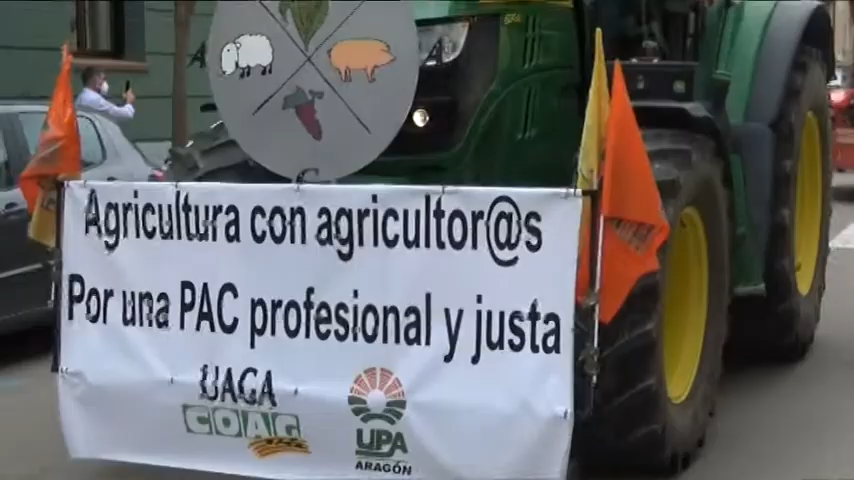 Agricultura con agricultor@s
Por una PAC profesional y justa
UAGA
COAG
UPA
ARAGÓN